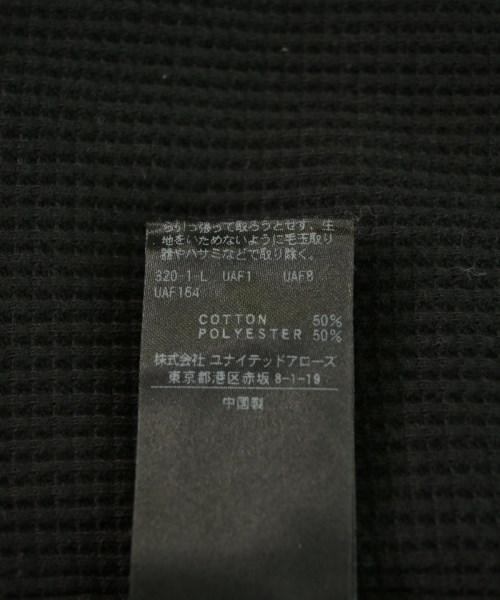 ら引っ張って取ろうとせず、生
地をいためないように毛玉取り
器やハサミなどで取り除く。
320-1-L UAF1 UAF8
UAF164
COTTON 50%
POLYESTER 50%
株式会社 ユナイテッドアローズ
東京都港区赤坂 8-1-19
中国製